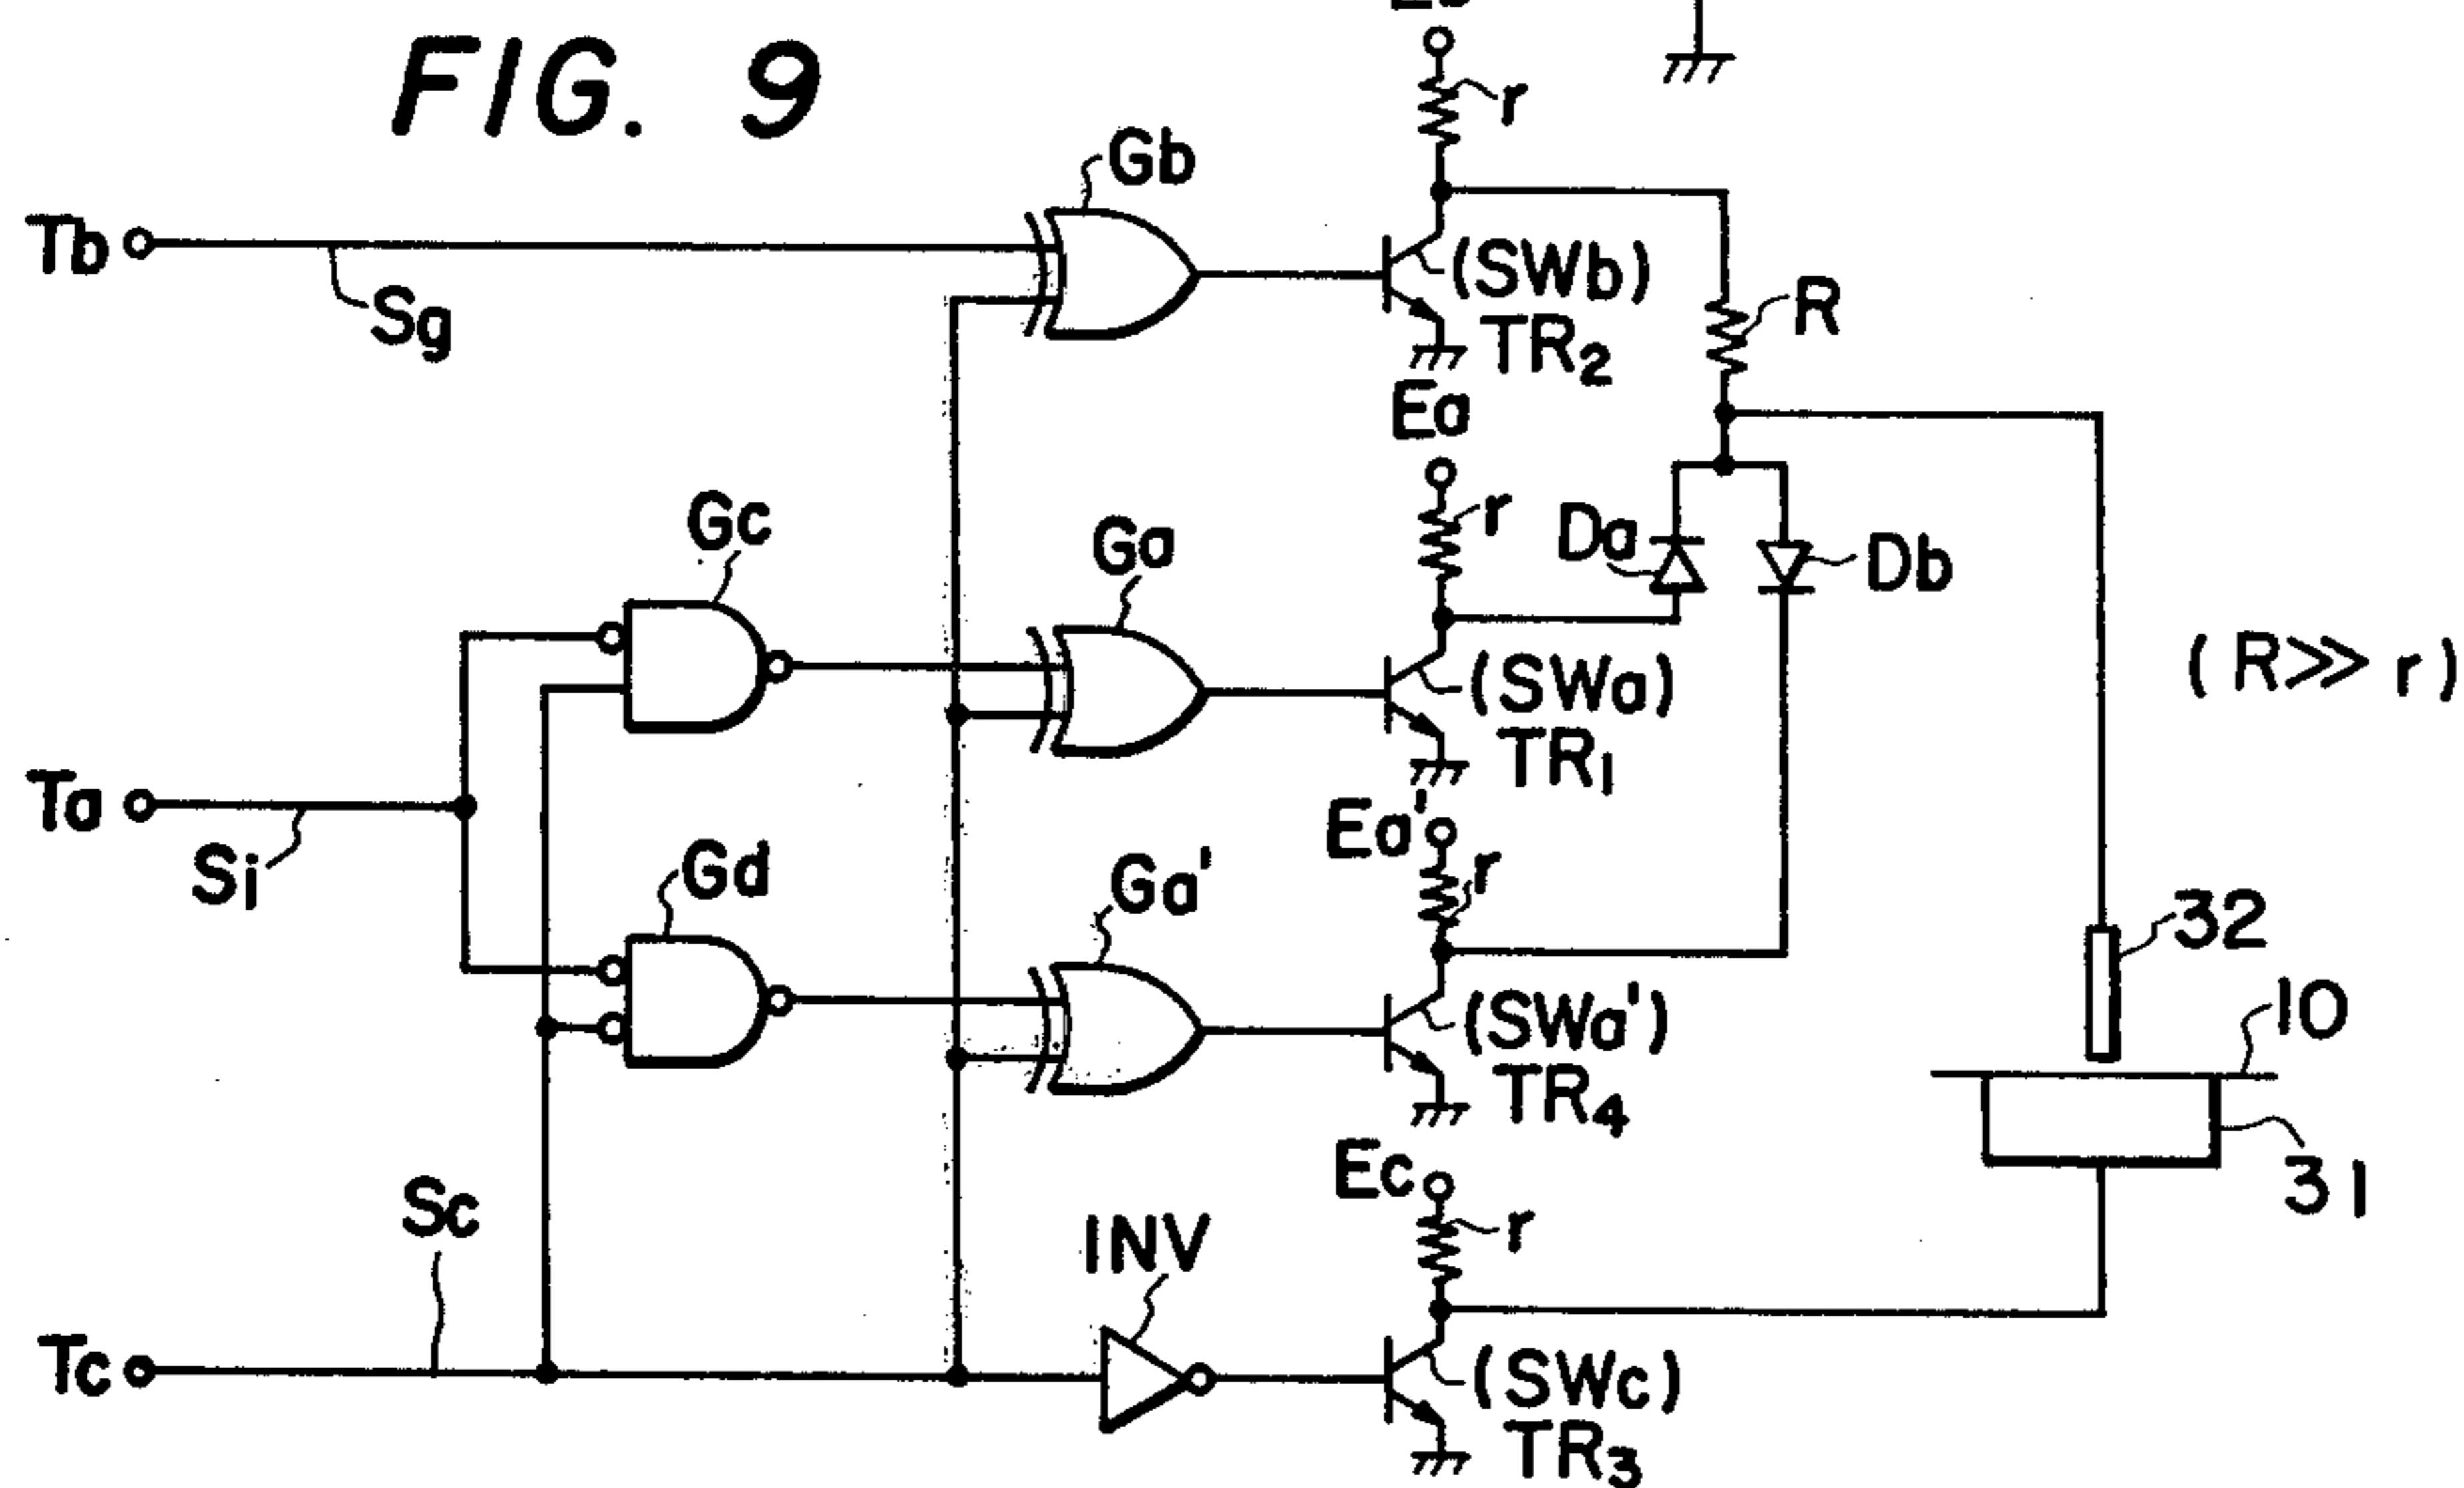 FIG. 9
r
Gb
Tb
Sg
(SWb)
TR2
R
Ea
Gc
Ga
r
Da
Db
(SWa)
TR1
(R≫r)
Ta
Si
Gd
Ga'
Ea'
r
(SWa')
TR4
32
10
31
Sc
Ec
r
INV
Tc
(SWc)
TR3